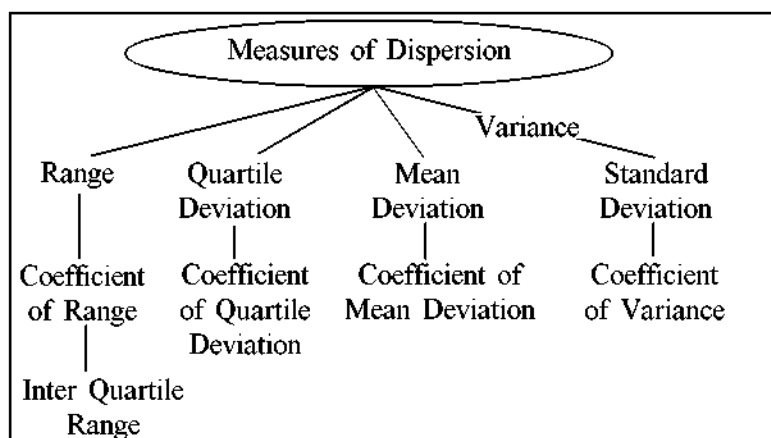 Measures of Dispersion
Variance
Range
Quartile
Deviation
Mean
Deviation
Standard
Deviation
Coefficient
of Range
Coefficient
of Quartile
Deviation
Coefficient of
Mean Deviation
Coefficient
of Variance
Inter Quartile
Range